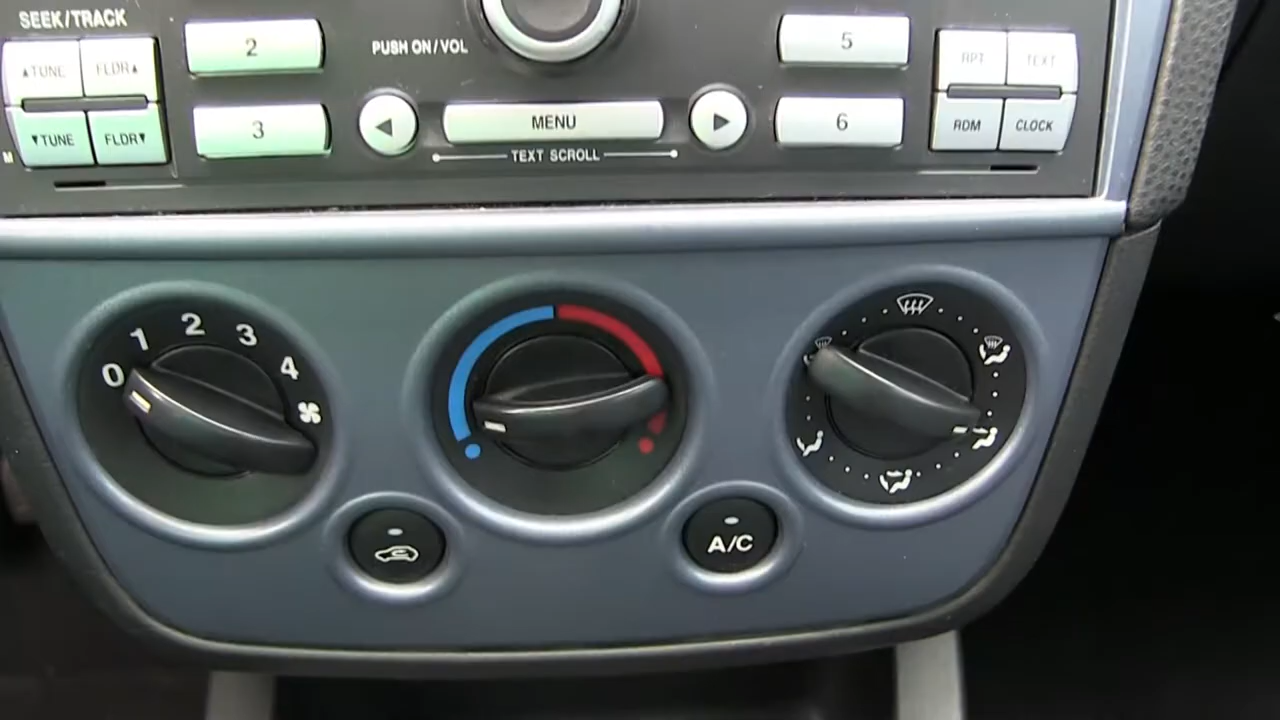 SEEK/TRACK
▲TUNE FLDR▲
▼TUNE FLDR▼
2
3
PUSH ON/VOL
◀ MENU ▶
TEXT SCROLL
5
6
RPT TEXT
RDM CLOCK
M
0 1 2 3 4
A/C